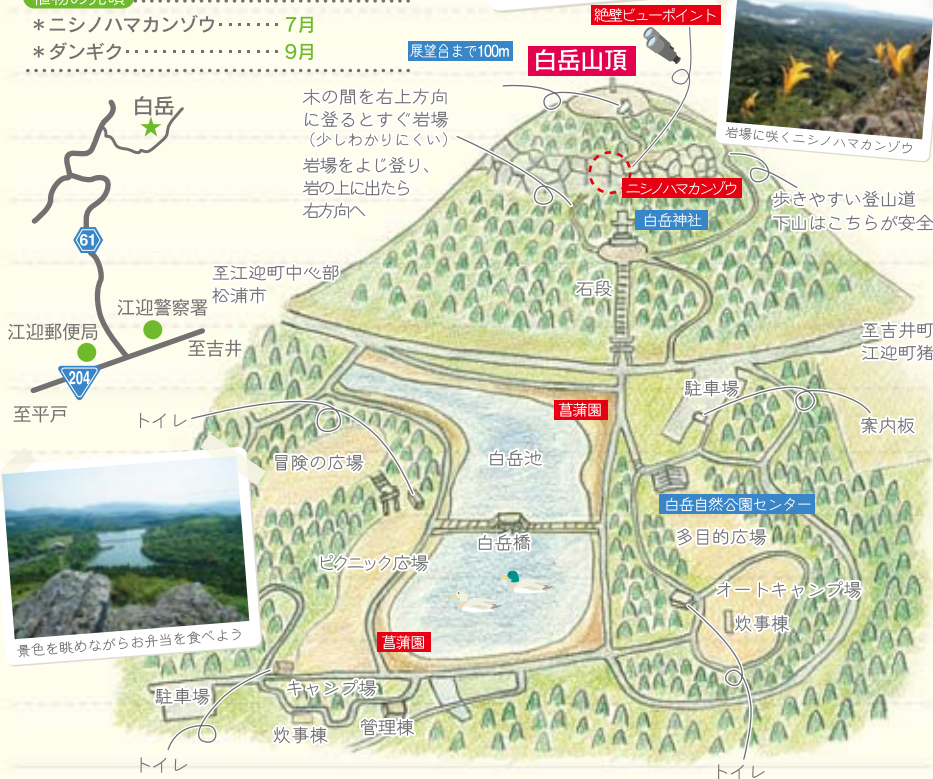 植物の見頃
＊ニシノハマカンゾウ‥‥‥7月
＊ダンギク‥‥‥‥‥‥‥9月
展望台まで100m
絶壁ビューポイント
白岳山頂
岩場に咲くニシノハマカンゾウ
木の間を右上方向
に登るとすぐ岩場
（少しわかりにくい）
岩場をよじ登り、
岩の上に出たら
右方向へ
ニシノハマカンゾウ
白岳神社
歩きやすい登山道
下山はこちらが安全
白岳
61
江迎警察署
江迎郵便局
至吉井
204
至平戸
至江迎町中心部
松浦市
石段
至吉井町
江迎町猪
トイレ
菖蒲園
駐車場
案内板
冒険の広場
白岳池
白岳自然公園センター
白岳橋
多目的広場
ピクニック広場
オートキャンプ場
炊事棟
菖蒲園
景色を眺めながらお弁当を食べよう
駐車場
キャンプ場
炊事棟
管理棟
トイレ
トイレ